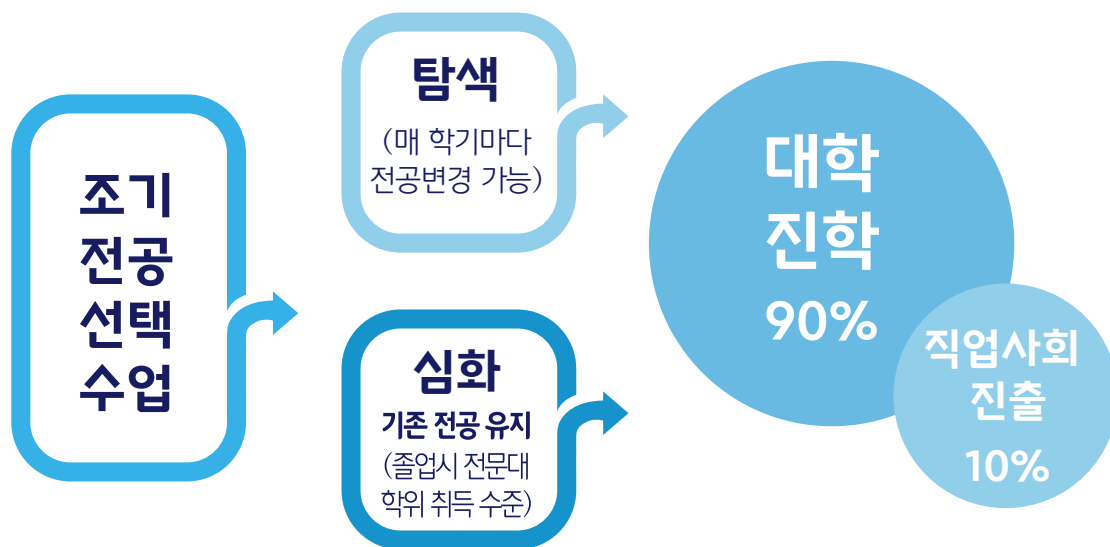 조기
전공
선택
수업
탐색
(매 학기마다
전공변경 가능)
심화
기존 전공 유지
(졸업시 전문대
학위 취득 수준)
대학
진학
90%
직업사회
진출
10%